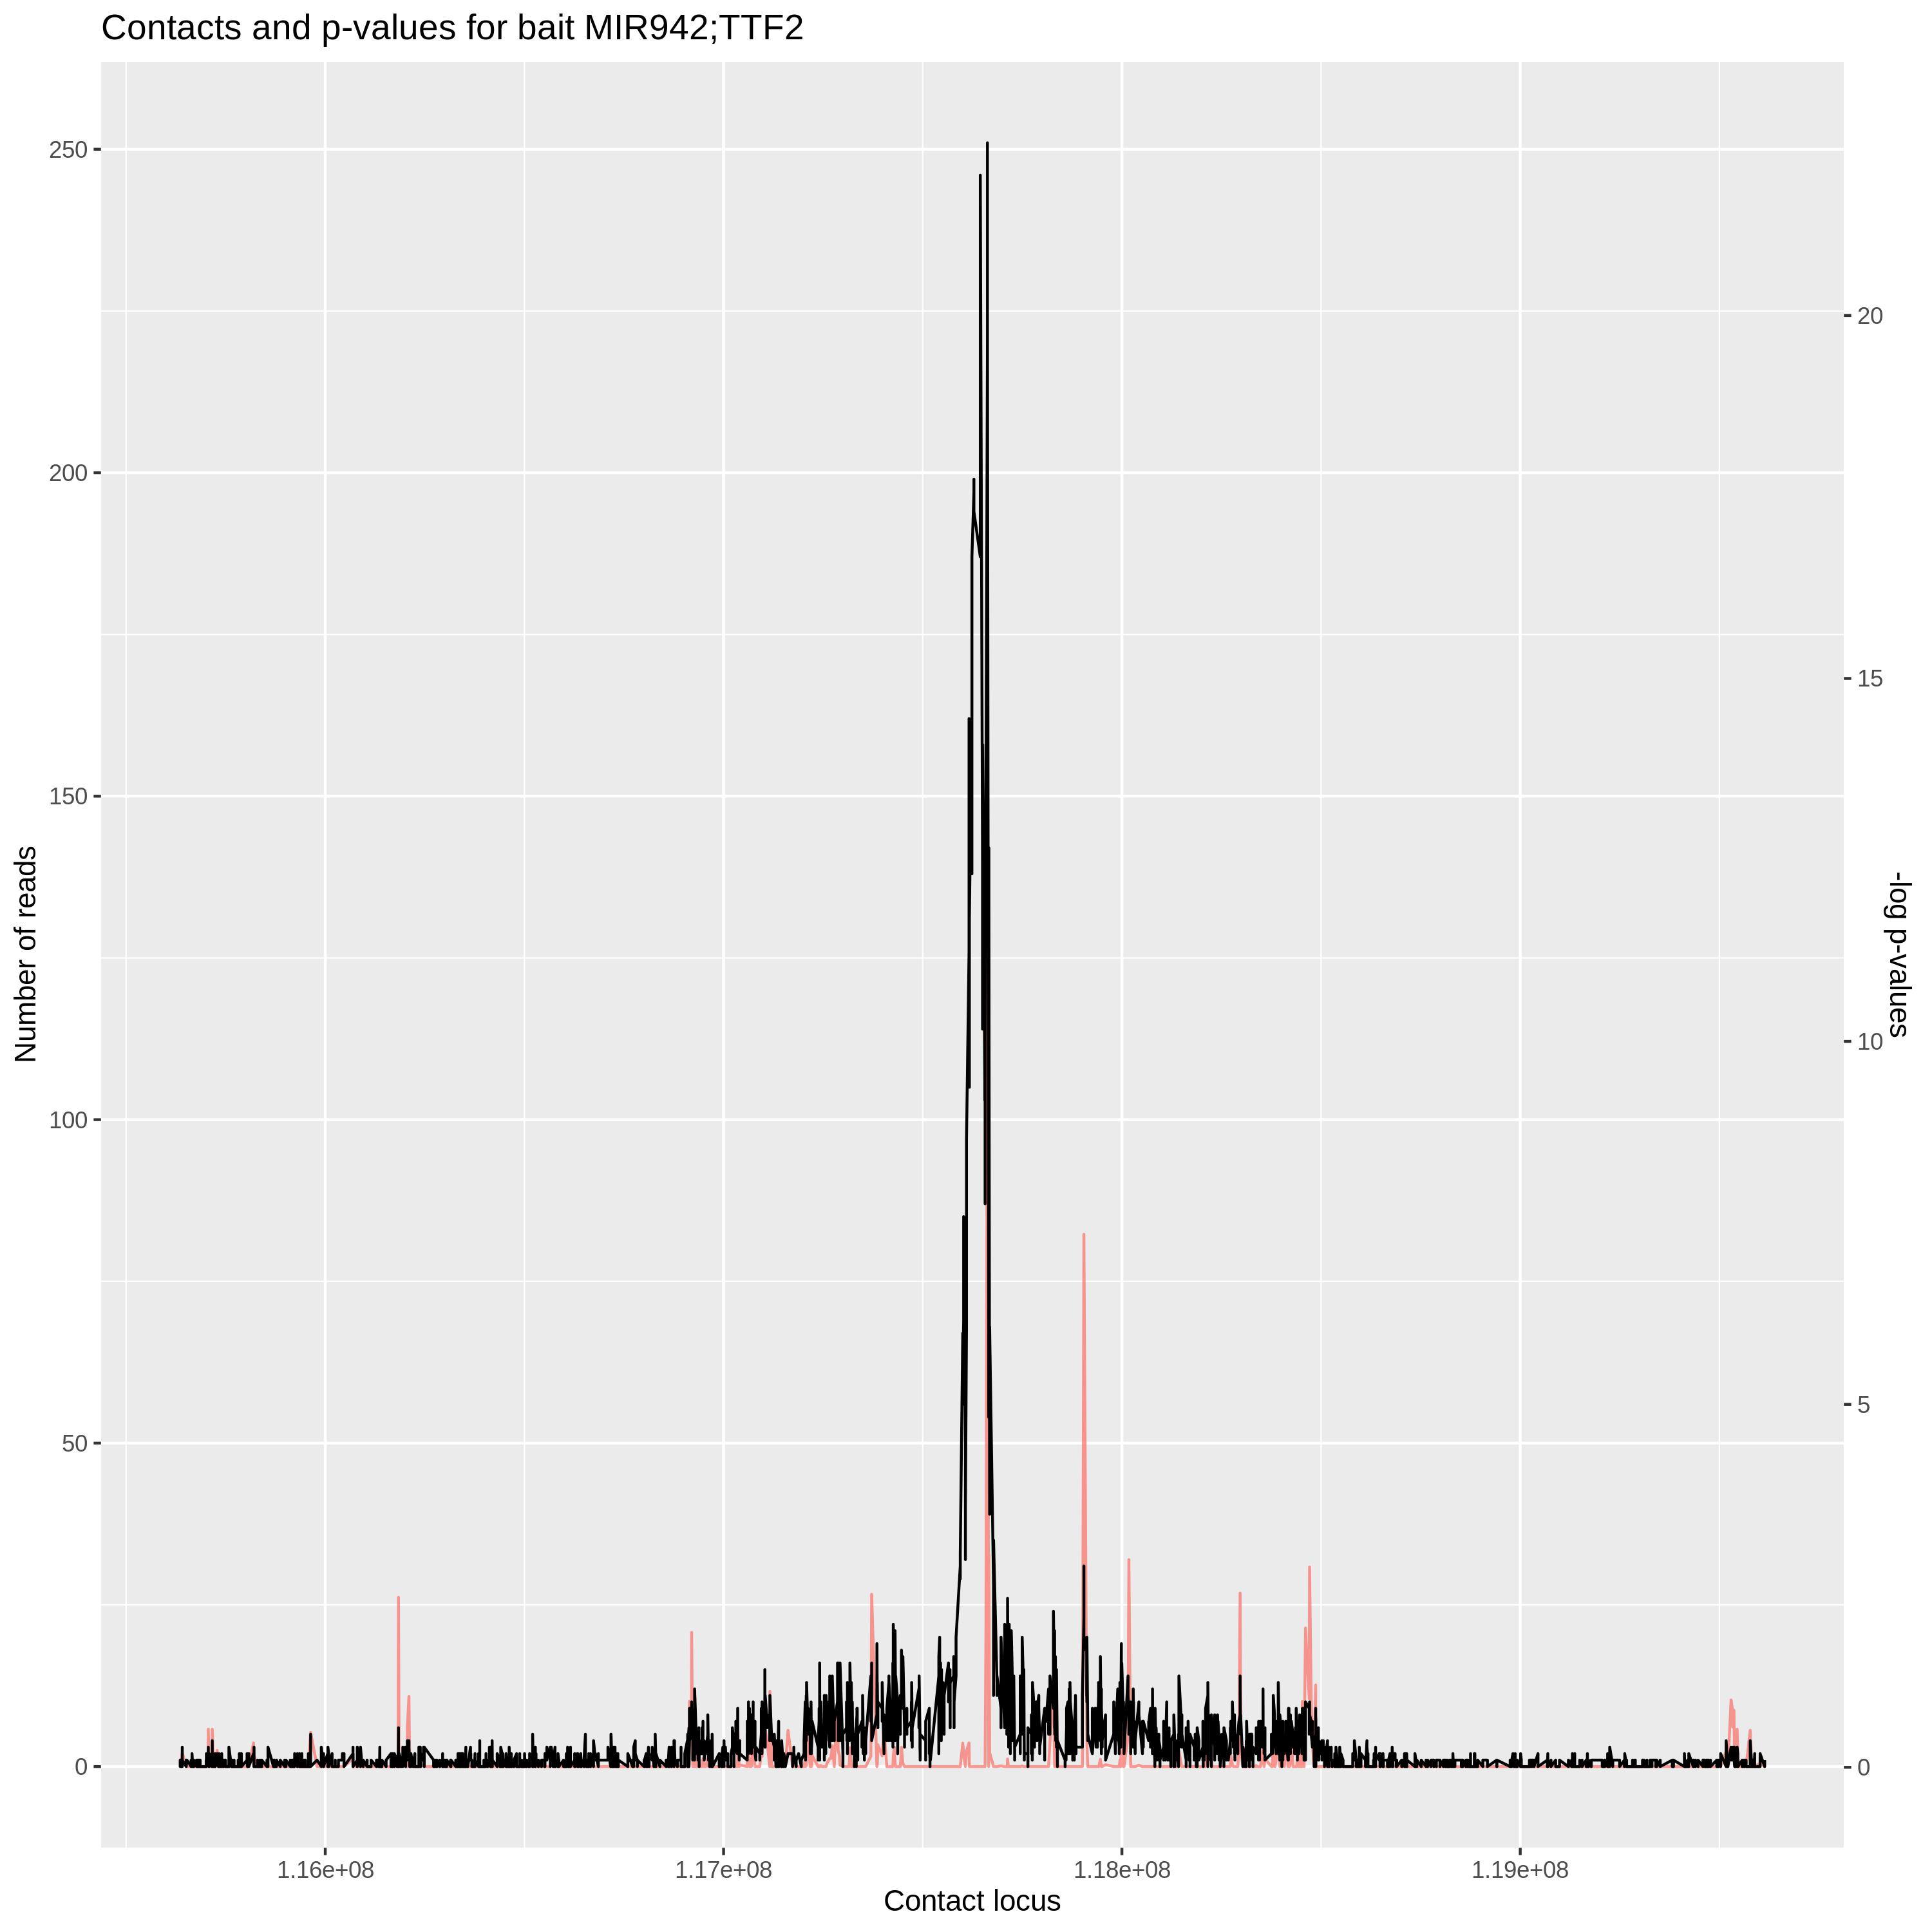 Contacts and p-values for bait MIR942;TTF2
250
200
150
100
50
0
Number of reads
20
15
10
5
0
-log p-values
1.16e+08
1.17e+08
1.18e+08
1.19e+08
Contact locus